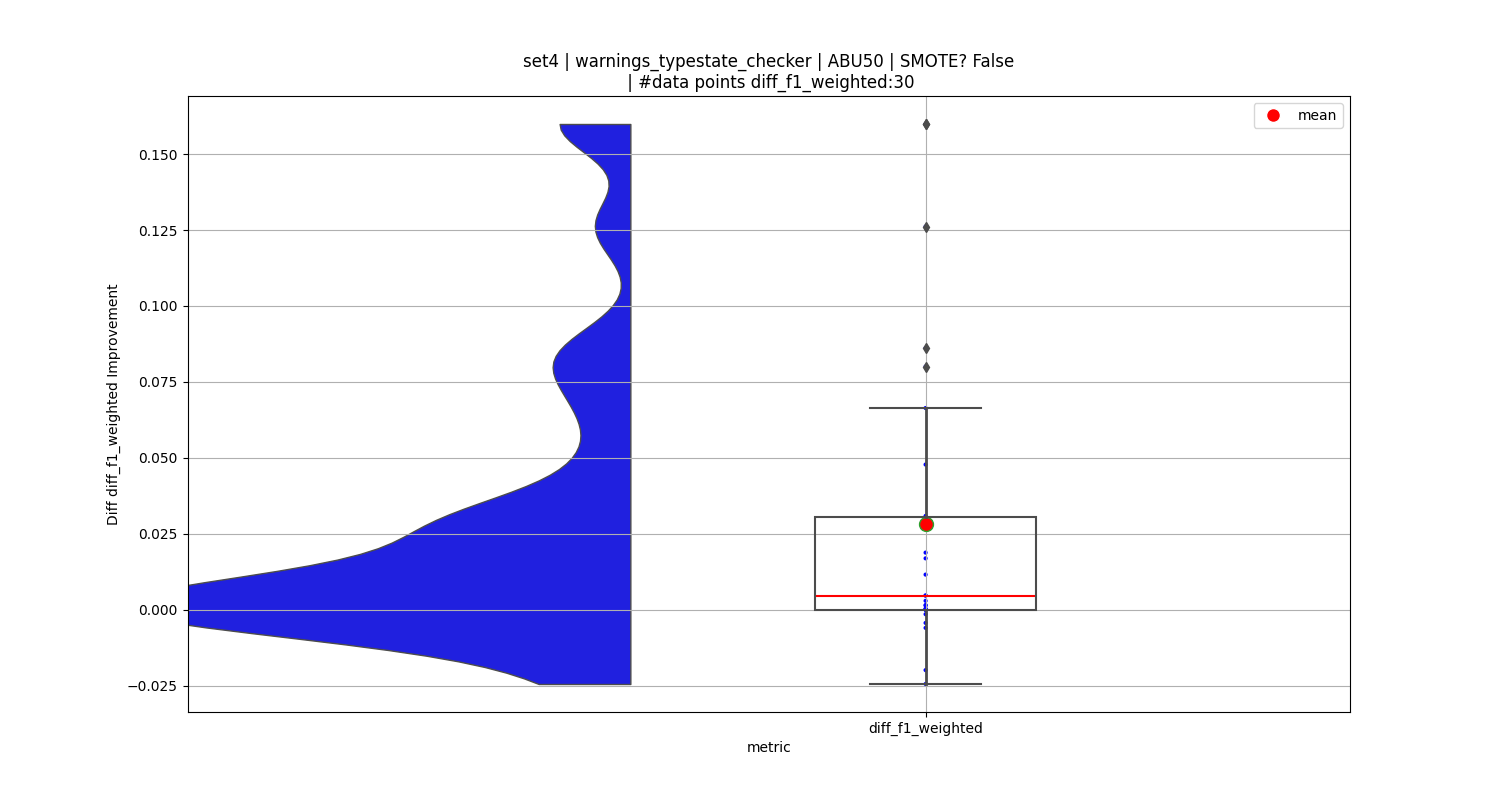 set4 | warnings_typestate_checker | ABU50 | SMOTE? False
| #data points diff_f1_weighted:30
mean
0.150
0.125
0.100
0.075
0.050
0.025
0.000
−0.025
Diff diff_f1_weighted Improvement
diff_f1_weighted
metric